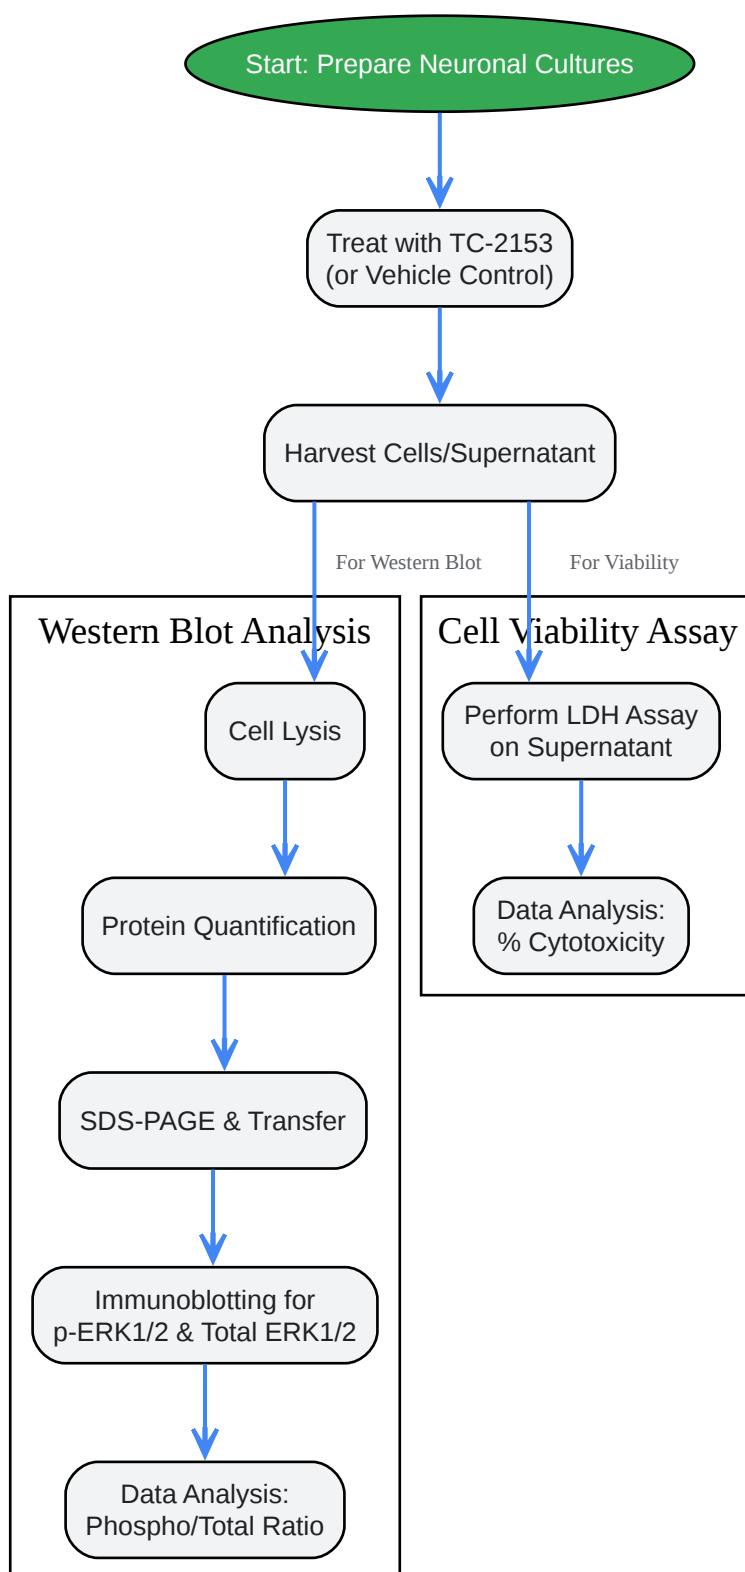 Start: Prepare Neuronal Cultures
Treat with TC-2153
(or Vehicle Control)
Harvest Cells/Supernatant
For Western Blot
For Viability
Western Blot Analysis
Cell Lysis
Protein Quantification
SDS-PAGE & Transfer
Immunoblotting for
p-ERK1/2 & Total ERK1/2
Data Analysis:
Phospho/Total Ratio
Cell Viability Assay
Perform LDH Assay
on Supernatant
Data Analysis:
% Cytotoxicity